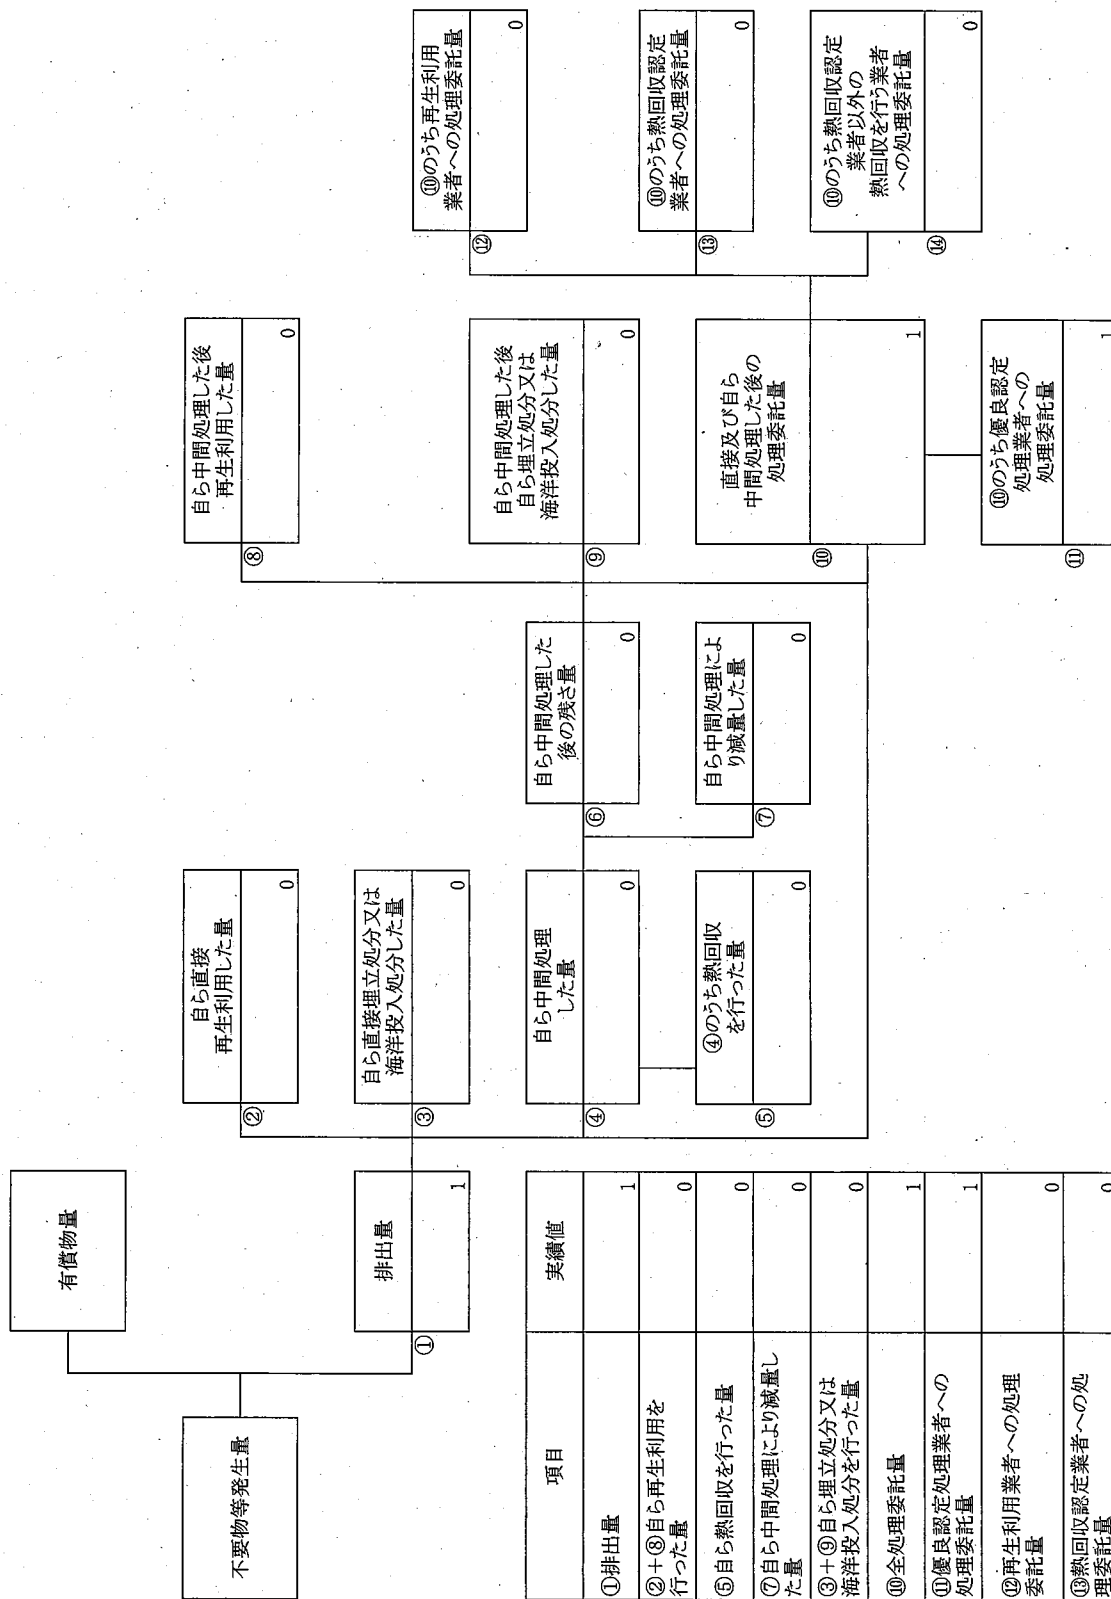 有償物量
不要物等発生量
①
排出量
1
②
自ら直接
再生利用した量
0
③
自ら直接埋立処分又は
海洋投入処分した量
0
④
自ら中間処理
した量
0
⑤
④のうち熱回収
を行った量
0
⑥
自ら中間処理した
後の残さ量
0
⑦
自ら中間処理によ
り減量した量
0
⑧
自ら中間処理した後
再生利用した量
0
⑨
自ら中間処理した後
自ら埋立処分又は
海洋投入処分した量
0
⑩
直接及び自ら
中間処理した後の
処理委託量
1
⑪
⑩のうち優良認定
処理業者への
処理委託量
1
⑫
⑩のうち再生利用
業者への処理委託量
0
⑬
⑩のうち熱回収認定
業者への処理委託量
0
⑭
⑩のうち熱回収認定
業者以外の
熱回収を行う業者
への処理委託量
0
項目 実績値
①排出量 1
②+⑧自ら再生利用を
行った量 0
⑤自ら熱回収を行った量 0
⑦自ら中間処理により減量し
た量 0
③+⑨自ら埋立処分又は
海洋投入処分を行った量 0
⑩全処理委託量 1
⑪優良認定処理業者への
処理委託量 1
⑫再生利用業者への処理
委託量 0
⑬熱回収認定業者への処
理委託量 0